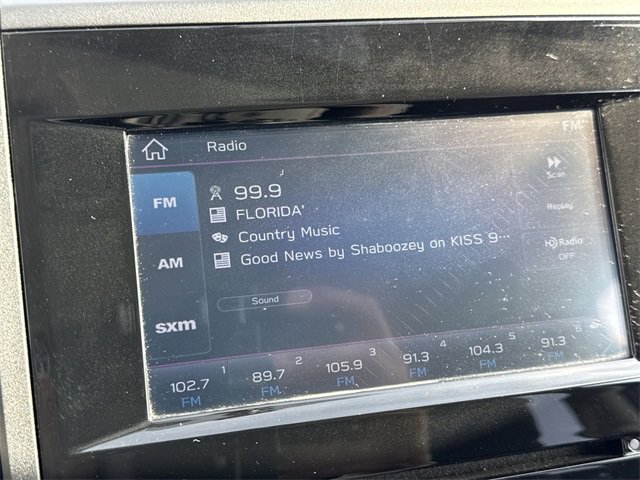 Radio
FM
FM
99.9
FLORIDA'
Country Music
Good News by Shaboozey on KISS 9...
AM
sxm
Sound
Scan
Replay
HD Radio
OFF
102.7 1 89.7 2 105.9 3 91.3 4 104.3 5 91.3 6
FM FM FM FM FM FM